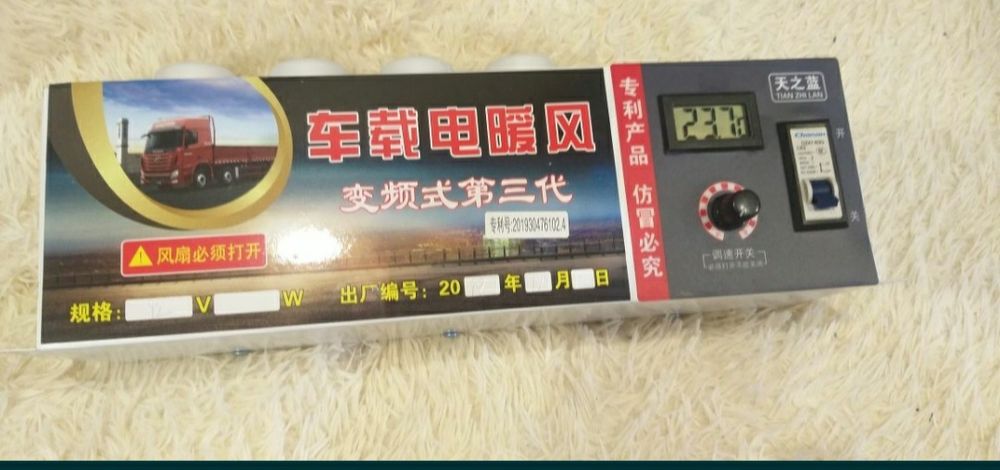 车载电暖风
变频式第三代
专利号:201930476102.4
风扇必须打开
规格: V W
出厂编号: 20 年 月 日
专利产品 仿冒必究
天之蓝
TIAN ZHI LAN
23.7
开
关
调速开关